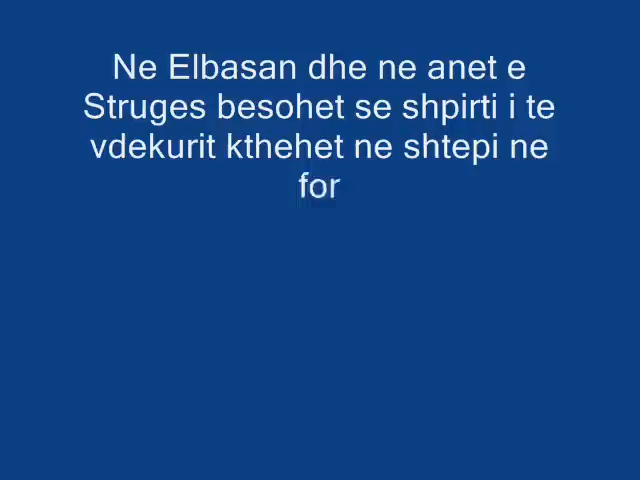 Ne Elbasan dhe ne anet e
Struges besohet se shpirti i te
vdekurit kthehet ne shtepi ne
for